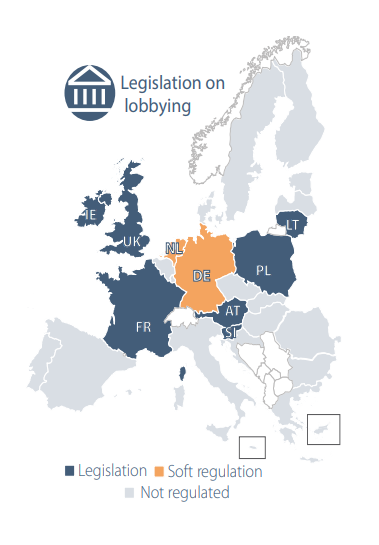 Legislation on
lobbying
IE
UK
NL
DE
LT
PL
FR
AT
SI
Legislation
Soft regulation
Not regulated